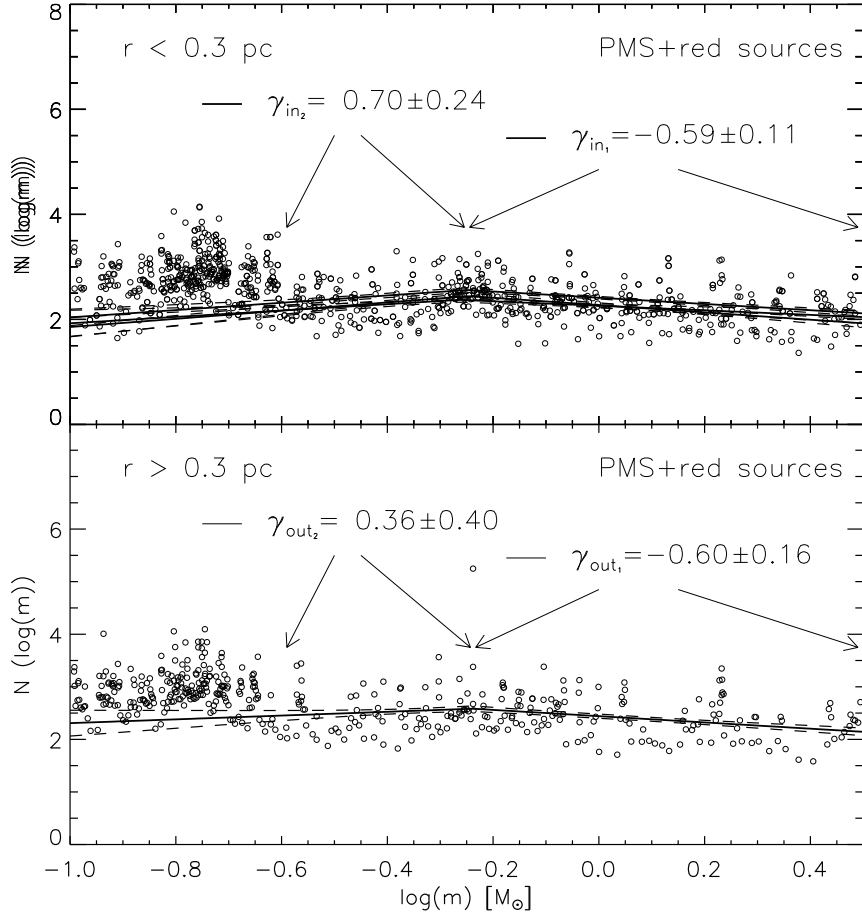 8
r < 0.3 pc
PMS+red sources
γin₂= 0.70±0.24
6
γin₁=−0.59±0.11
4
2
0
r > 0.3 pc
PMS+red sources
γout₂= 0.36±0.40
6
γout₁=−0.60±0.16
N (log(m))
4
2
0
-1.0 -0.8 -0.6 -0.4 -0.2 0.0 0.2 0.4
log(m) [M⊙]